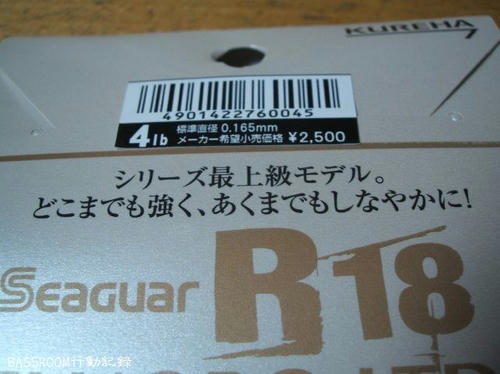 KUREHA
4901422760045
4lb 標準直径 0.165mm
メーカー希望小売価格 ¥2,500
シリーズ最上級モデル。
どこまでも強く、あくまでもしなやかに!
Seaguar R18
BASSROOM行動記録